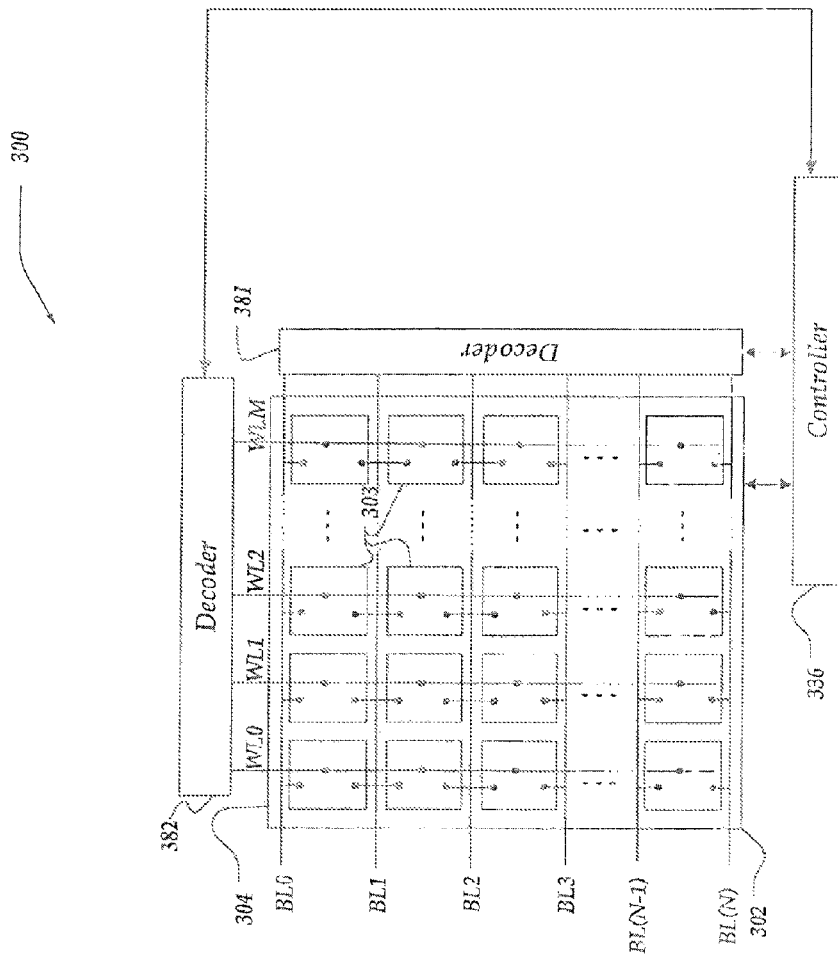 300
381
Decoder
Controller
Decoder
WLM
303
WL2
WL1
WL0
382
304
BL0
BL1
BL2
BL3
BL(N-1)
BL(N)
302
336